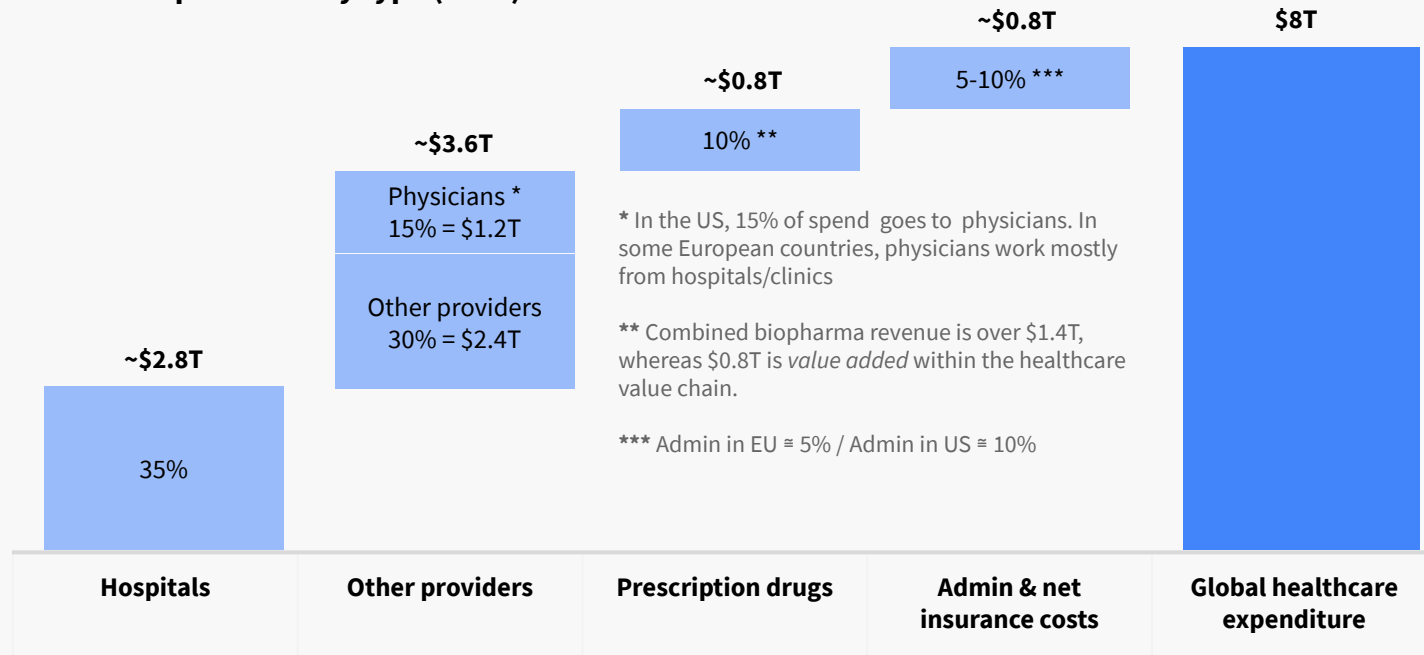 ~$0.8T
$8T
~$0.8T
5-10% ***
~$3.6T
10% **
Physicians *
15% = $1.2T
* In the US, 15% of spend goes to physicians. In
some European countries, physicians work mostly
from hospitals/clinics
Other providers
30% = $2.4T
** Combined biopharma revenue is over $1.4T,
whereas $0.8T is value added within the healthcare
value chain.
~$2.8T
*** Admin in EU ≅ 5% / Admin in US ≅ 10%
35%
Hospitals
Other providers
Prescription drugs
Admin & net
insurance costs
Global healthcare
expenditure